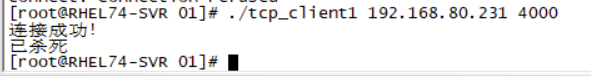 [root@RHEL74-SVR 01]# ./tcp_client1 192.168.80.231 4000
连接成功!
已杀死
[root@RHEL74-SVR 01]#